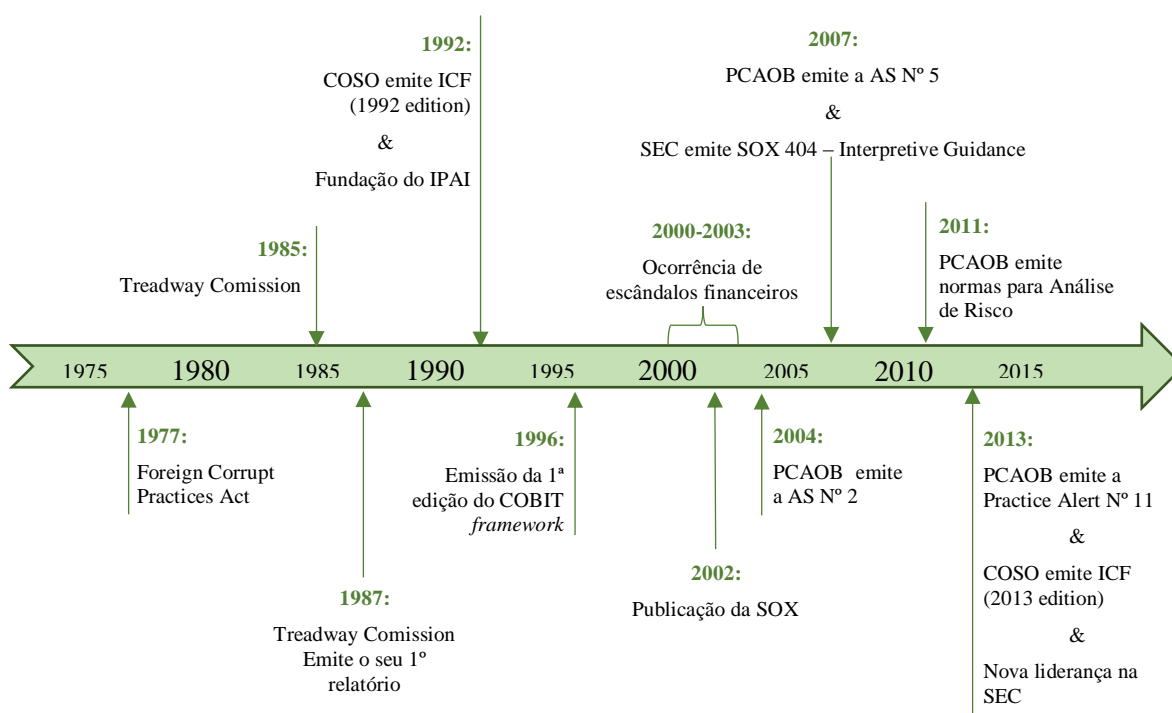 1992:
COSO emite ICF
(1992 edition)
&
Fundação do IPAI
2007:
PCAOB emite a AS Nº 5
&
SEC emite SOX 404 – Interpretive Guidance
1985:
Treadway Comission
2000-2003:
Ocorrência de
escândalos financeiros
2011:
PCAOB emite
normas para Análise
de Risco
1975 1980 1985 1990 1995 2000 2005 2010 2015
1977:
Foreign Corrupt
Practices Act
1987:
Treadway Comission
Emite o seu 1º
relatório
1996:
Emissão da 1ª
edição do COBIT
framework
2002:
Publicação da SOX
2004:
PCAOB emite
a AS Nº 2
2013:
PCAOB emite a
Practice Alert Nº 11
&
COSO emite ICF
(2013 edition)
&
Nova liderança na
SEC